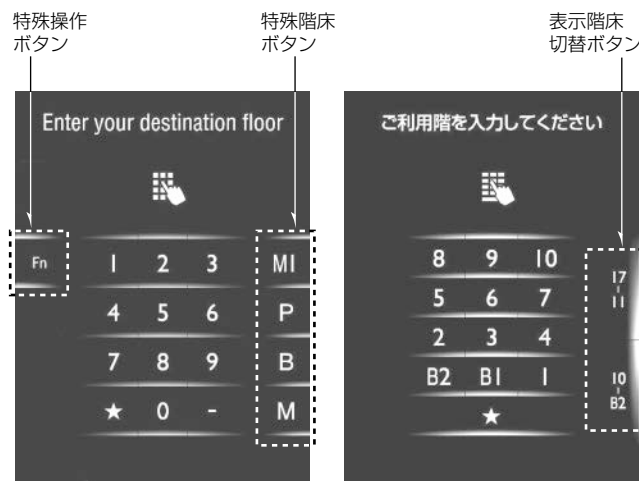 特殊操作
ボタン
特殊階床
ボタン
表示階床
切替ボタン
Enter your destination floor
Fn
1 2 3 M1
4 5 6 P
7 8 9 B
★ 0 - M
ご利用階を入力してください
8 9 10
5 6 7
2 3 4
B2 B1 1
★
17
-
11
10
-
B2